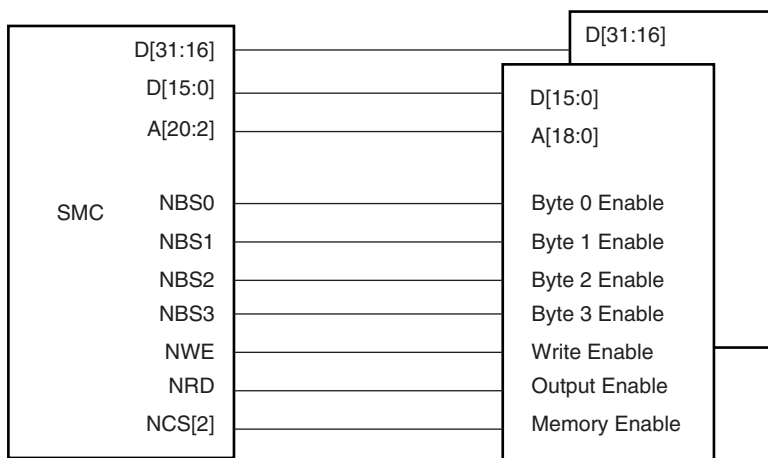 D[31:16] D[31:16]
D[15:0] D[15:0]
A[20:2] A[18:0]
NBS0 Byte 0 Enable
SMC
NBS1 Byte 1 Enable
NBS2 Byte 2 Enable
NBS3 Byte 3 Enable
NWE Write Enable
NRD Output Enable
NCS[2] Memory Enable